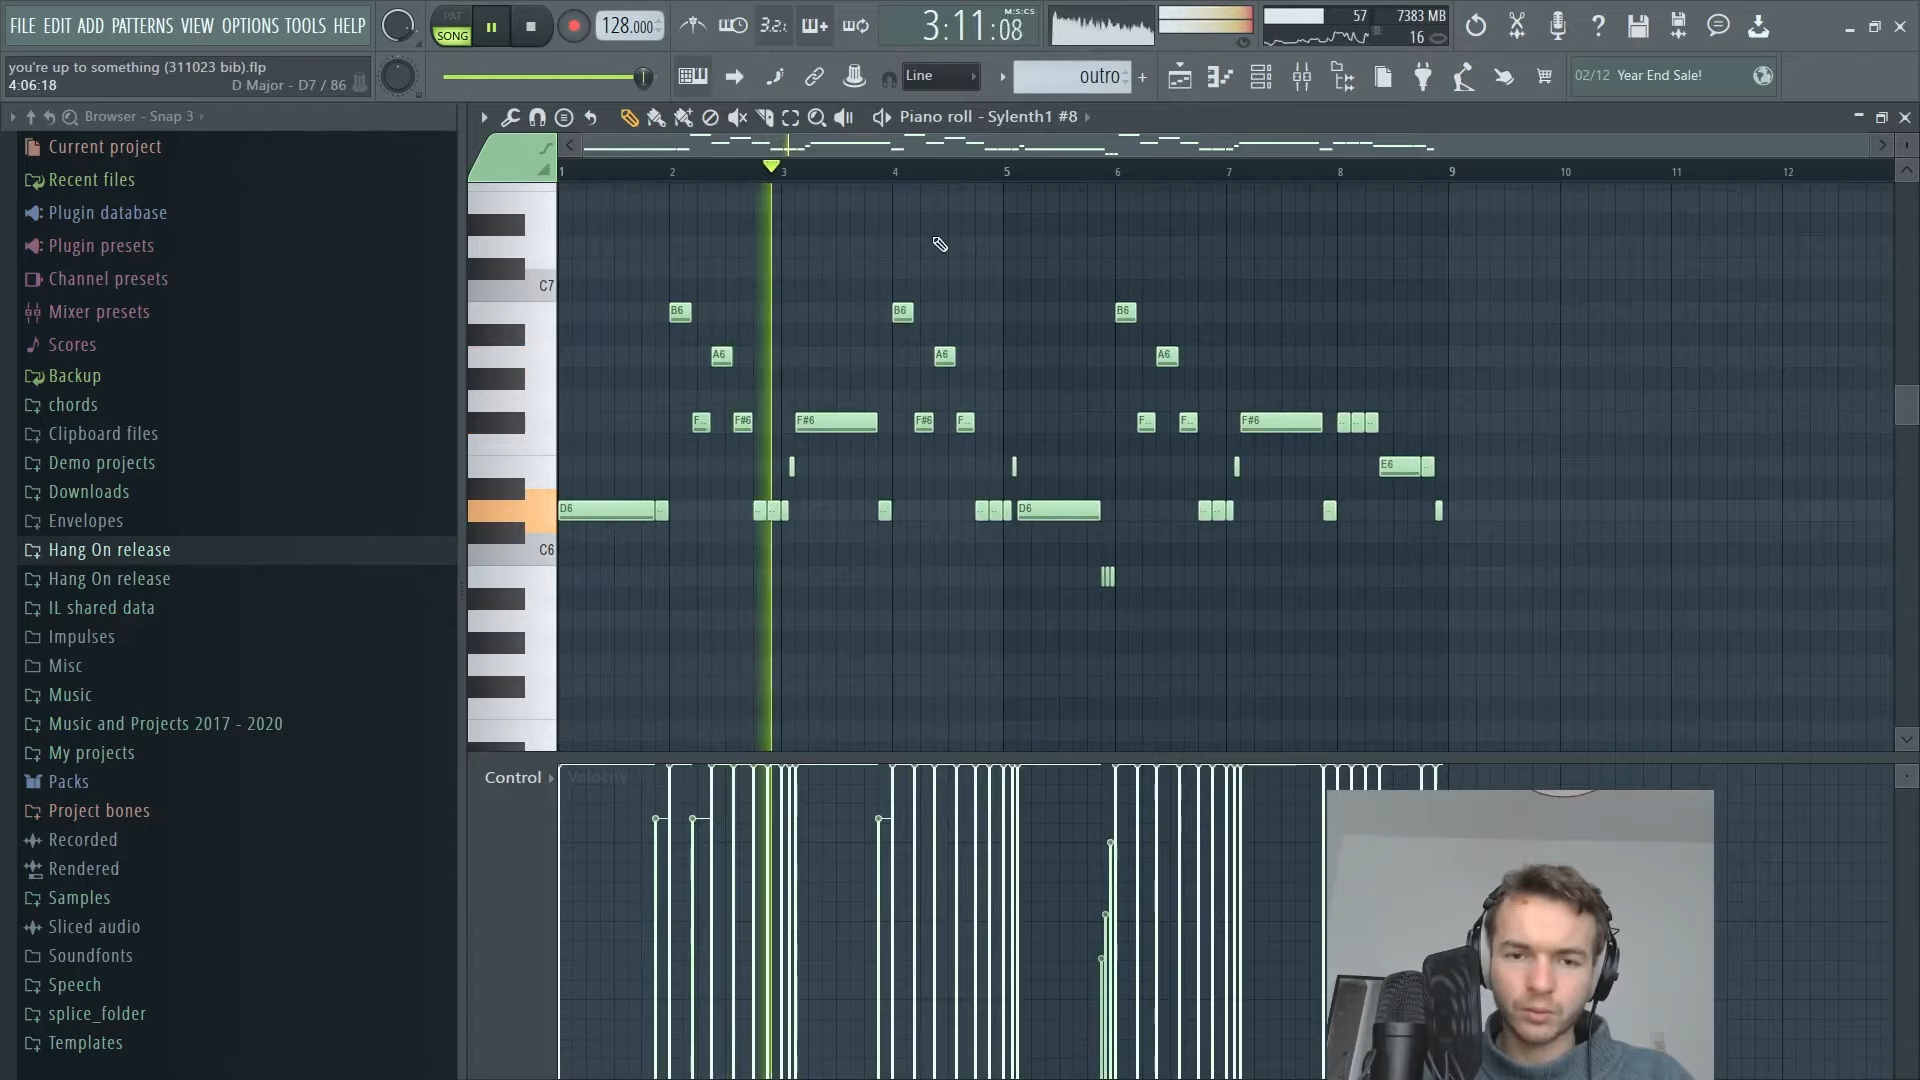 FILE EDIT ADD PATTERNS VIEW OPTIONS TOOLS HELP
PAT
SONG
128.000
3.2.
3:11:08
M:S:CS
57
7383 MB
16
you're up to something (311023 bib).flp
4:06:18
D Major - D7 / 86
Line
outro
02/12 Year End Sale!
Browser - Snap 3
Piano roll - Sylenth1 #8
Current project
Recent files
Plugin database
Plugin presets
Channel presets
Mixer presets
Scores
Backup
chords
Clipboard files
Demo projects
Downloads
Envelopes
Hang On release
Hang On release
IL shared data
Impulses
Misc
Music
Music and Projects 2017 - 2020
My projects
Packs
Project bones
Recorded
Rendered
Samples
Sliced audio
Soundfonts
Speech
splice_folder
Templates
1 2 3 4 5 6 7 8 9 10 11 12
C7
B6 B6 B6
A6 A6 A6
F.. F#6 F#6 F#6 F.. F.. F.. F#6
E6
D6 D6
C6
Control
Velocity